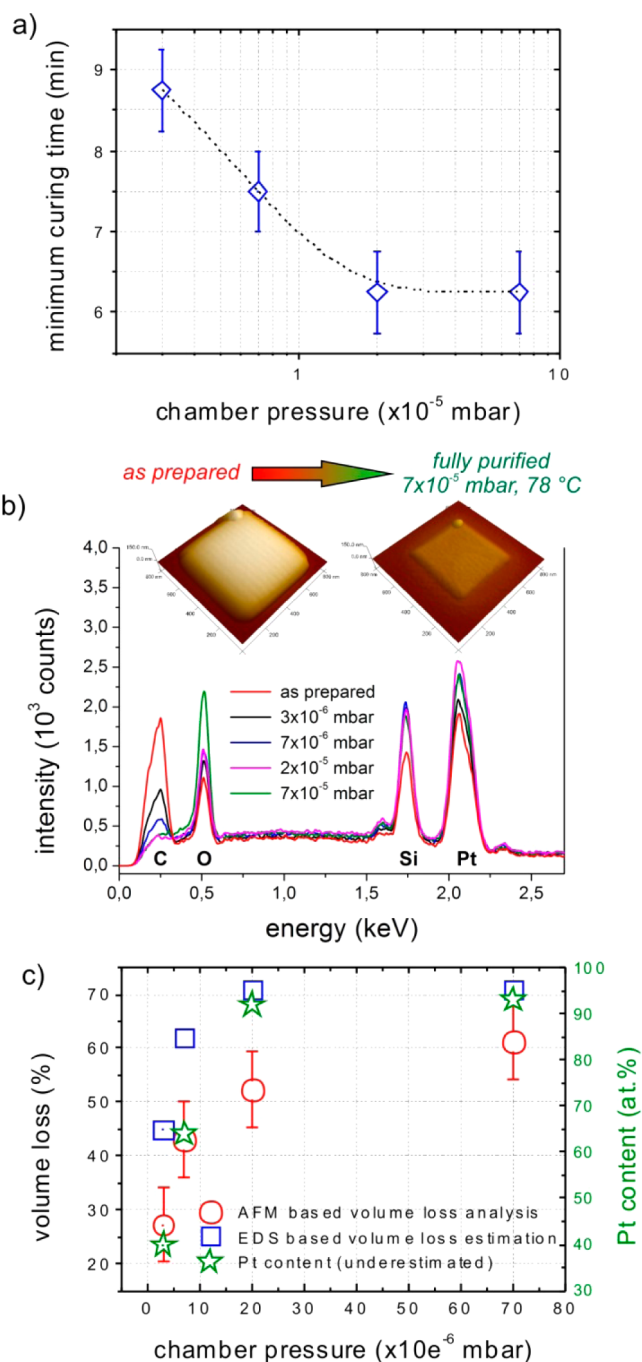 a)
minimum curing time (min)
9
8
7
6
1
10
chamber pressure (x10⁻⁵ mbar)
as prepared
fully purified
7x10⁻⁵ mbar, 78 °C
b)
intensity (10³ counts)
4,0
3,5
3,0
2,5
2,0
1,5
1,0
0,5
0,0
as prepared
3x10⁻⁶ mbar
7x10⁻⁶ mbar
2x10⁻⁵ mbar
7x10⁻⁵ mbar
C O Si Pt
0,0 0,5 1,0 1,5 2,0 2,5
energy (keV)
c)
volume loss (%)
70
60
50
40
30
20
100
90
80
70
60
50
40
30
Pt content (at.%)
AFM based volume loss analysis
EDS based volume loss estimation
Pt content (underestimated)
0 10 20 30 40 50 60 70 80
chamber pressure (x10e⁻⁶ mbar)